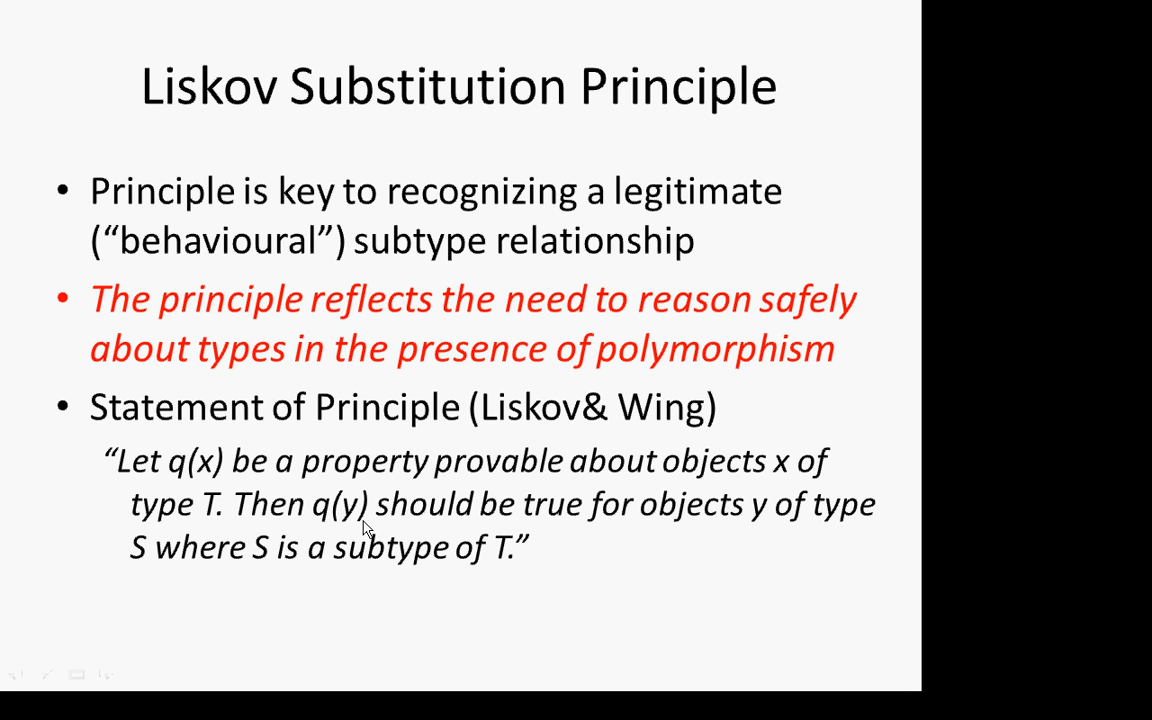 Liskov Substitution Principle
• Principle is key to recognizing a legitimate
(“behavioural”) subtype relationship
• The principle reflects the need to reason safely
about types in the presence of polymorphism
• Statement of Principle (Liskov& Wing)
“Let q(x) be a property provable about objects x of
type T. Then q(y) should be true for objects y of type
S where S is a subtype of T.”